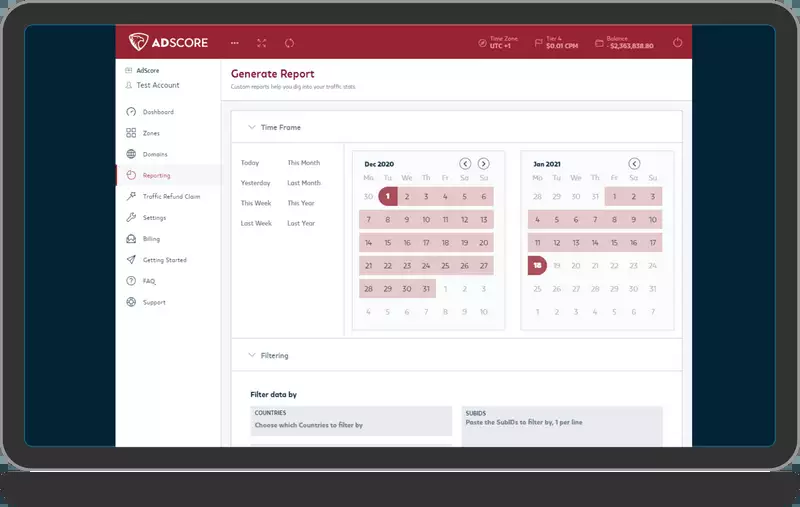 ADSCORE
Time Zone
UTC +1
Tier 4
$0.01 CPM
Balance
- $2,363,838.80
AdScore
Test Account
Dashboard
Zones
Domains
Reporting
Traffic Refund Claim
Settings
Billing
Getting Started
FAQ
Support
Generate Report
Custom reports help you dig into your traffic stats.
Time Frame
Today This Month
Yesterday Last Month
This Week This Year
Last Week Last Year
Dec 2020
Mo Tu We Th Fr Sa Su
30 1 2 3 4 5 6
7 8 9 10 11 12 13
14 15 16 17 18 19 20
21 22 23 24 25 26 27
28 29 30 31 1 2 3
4 5 6 7 8 9 10
Jan 2021
Mo Tu We Th Fr Sa Su
28 29 30 31 1 2 3
4 5 6 7 8 9 10
11 12 13 14 15 16 17
18 19 20 21 22 23 24
25 26 27 28 29 30 31
1 2 3 4 5 6 7
Filtering
Filter data by
COUNTRIES
Choose which Countries to filter by
SUBIDS
Paste the SubIDs to filter by, 1 per line